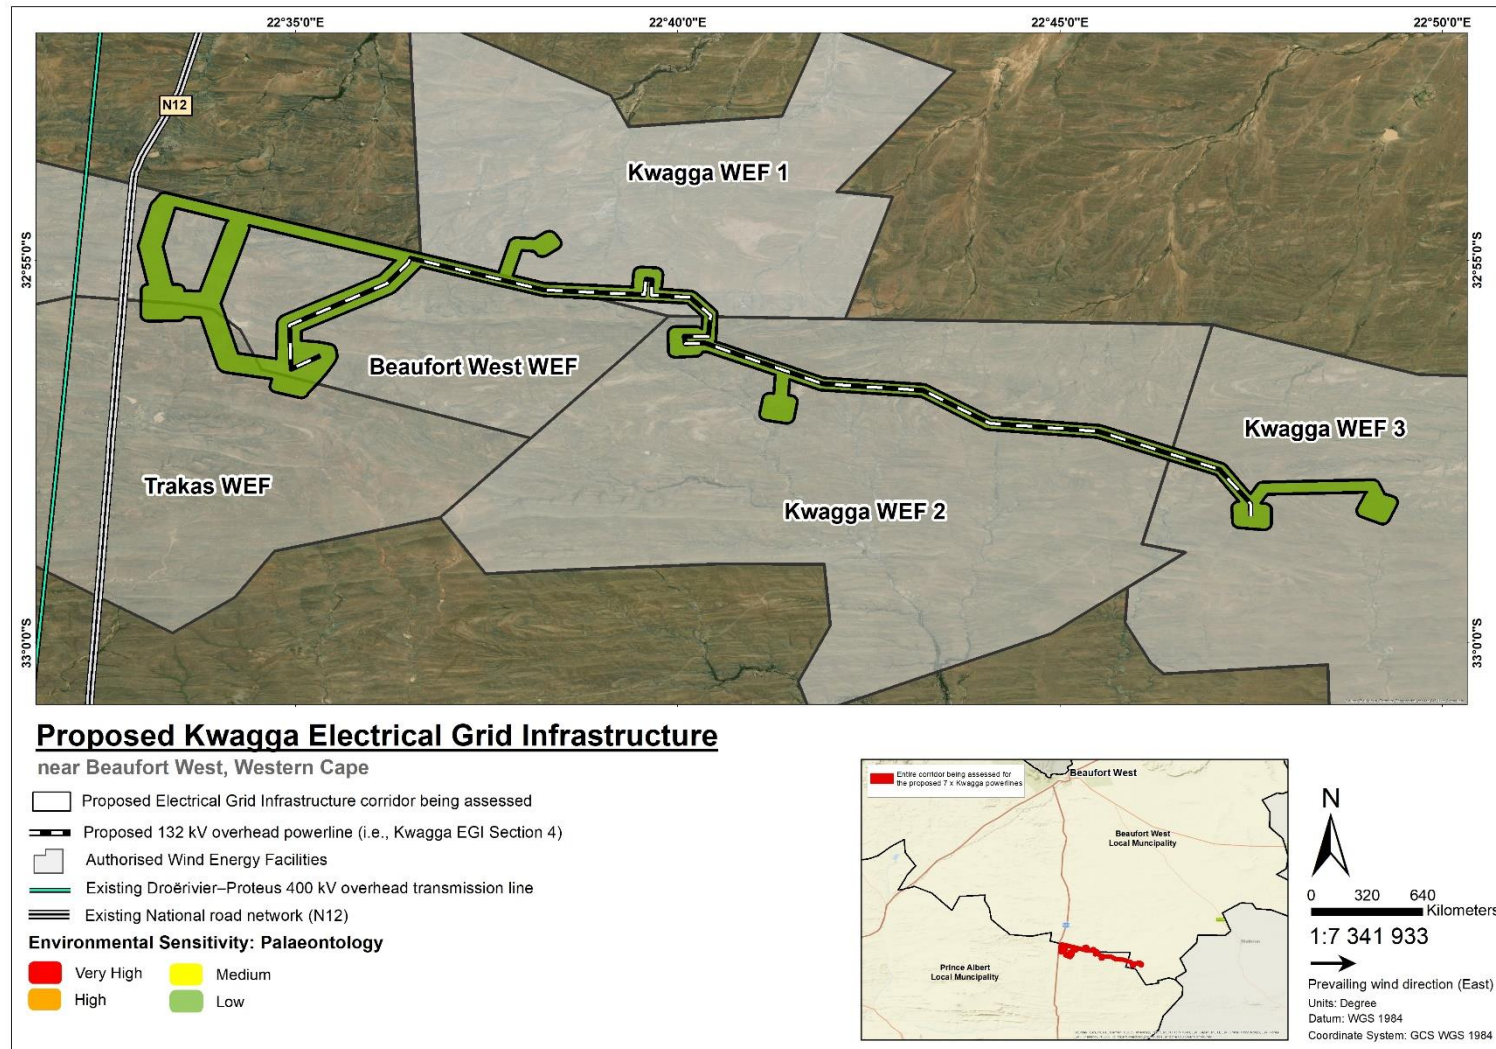 22°35'0"E
22°40'0"E
22°45'0"E
22°50'0"E
N12
Kwagga WEF 1
32°55'0"S
32°55'0"S
Beaufort West WEF
Kwagga WEF 3
Trakas WEF
Kwagga WEF 2
33°0'0"S
33°0'0"S
Proposed Kwagga Electrical Grid Infrastructure
near Beaufort West, Western Cape
Proposed Electrical Grid Infrastructure corridor being assessed
Proposed 132 kV overhead powerline (i.e., Kwagga EGI Section 4)
Authorised Wind Energy Facilities
Existing Droërivier–Proteus 400 kV overhead transmission line
Existing National road network (N12)
Environmental Sensitivity: Palaeontology
Very High
Medium
High
Low
Entire corridor being assessed for
the proposed 7 x Kwagga powerlines
Beaufort West
Beaufort West
Local Muncipality
Prince Albert
Local Muncipality
N
0 320 640
Kilometers
1:7 341 933
Prevailing wind direction (East)
Units: Degree
Datum: WGS 1984
Coordinate System: GCS WGS 1984